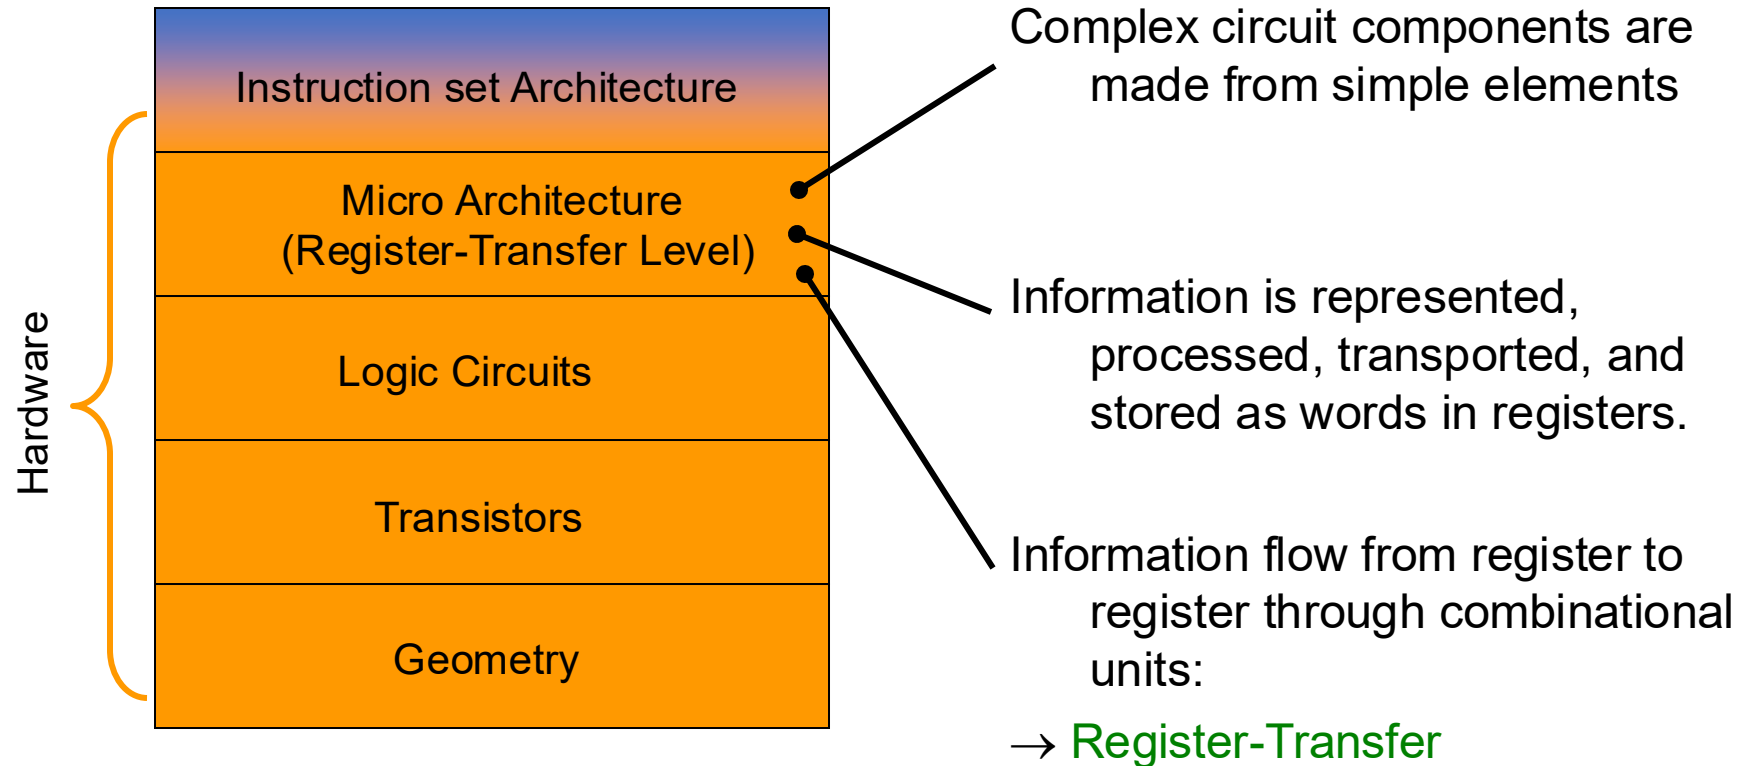 Instruction set Architecture
Micro Architecture
(Register-Transfer Level)
Logic Circuits
Transistors
Geometry
Hardware
Complex circuit components are
made from simple elements
Information is represented,
processed, transported, and
stored as words in registers.
Information flow from register to
register through combinational
units:
→ Register-Transfer